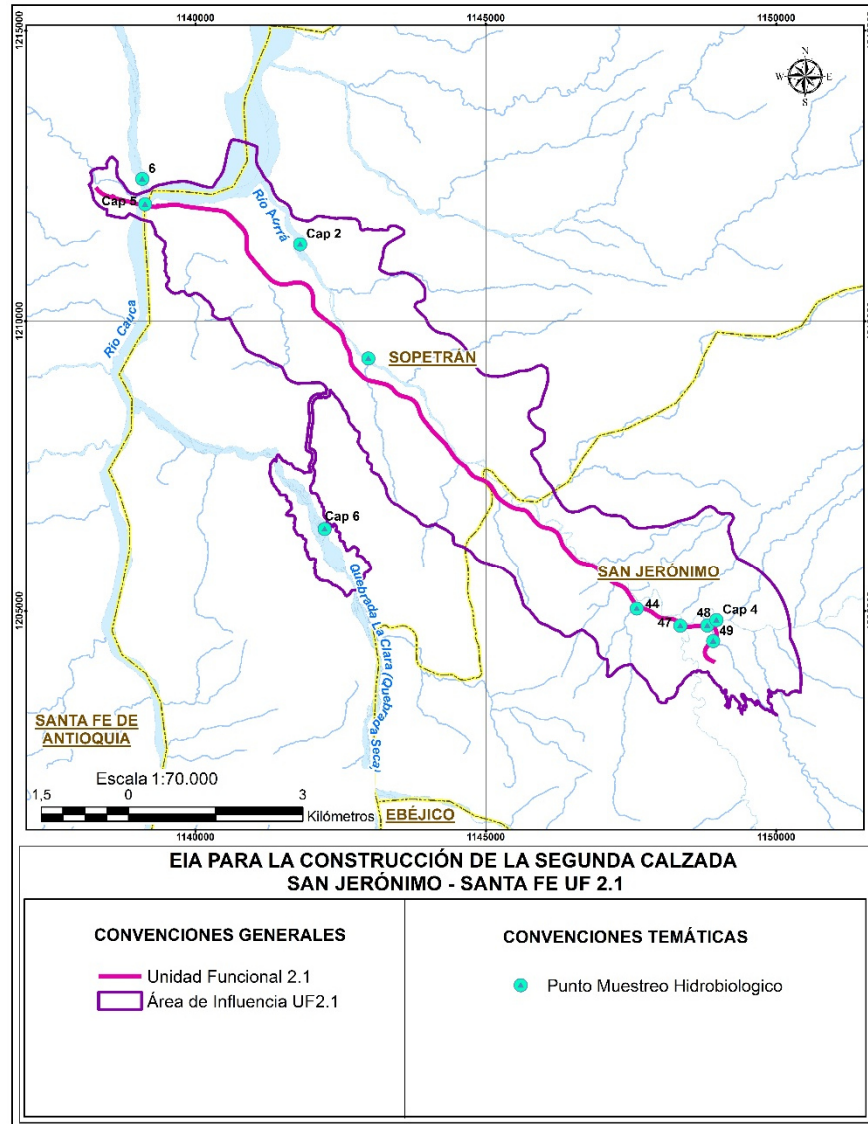 1140000 1145000 1150000
1215000
N
W E
S
6
Cap 5
Río Aurrá
Cap 2
1210000
Río Cauca
SOPETRÁN
Cap 6
SAN JERÓNIMO
44
48 Cap 4
47
49
1205000
Quebrada La Clara (Quebrada Seca)
SANTA FE DE
ANTIOQUIA
Escala 1:70.000
1,5 0 3
Kilómetros
EBÉJICO
1140000 1145000 1150000
EIA PARA LA CONSTRUCCIÓN DE LA SEGUNDA CALZADA
SAN JERÓNIMO - SANTA FE UF 2.1
CONVENCIONES GENERALES
Unidad Funcional 2.1
Área de Influencia UF2.1
CONVENCIONES TEMÁTICAS
Punto Muestreo Hidrobiologico